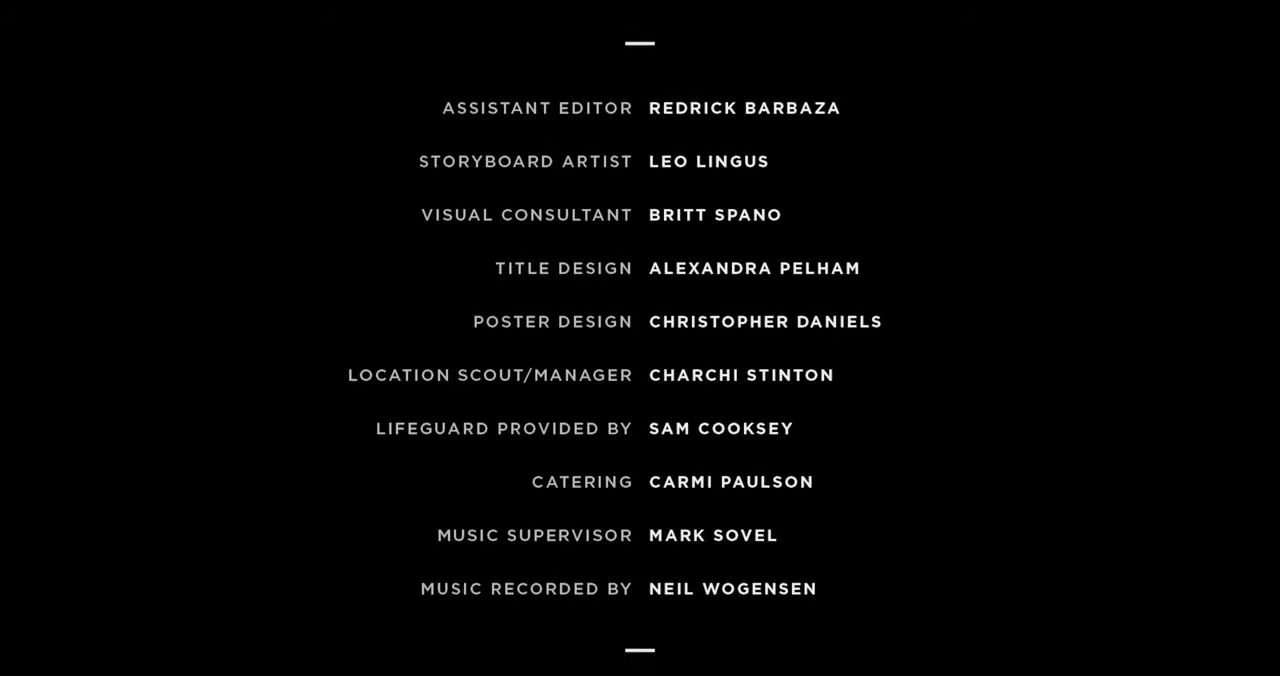 ASSISTANT EDITOR REDRICK BARBAZA
STORYBOARD ARTIST LEO LINGUS
VISUAL CONSULTANT BRITT SPANO
TITLE DESIGN ALEXANDRA PELHAM
POSTER DESIGN CHRISTOPHER DANIELS
LOCATION SCOUT/MANAGER CHARCHI STINTON
LIFEGUARD PROVIDED BY SAM COOKSEY
CATERING CARMI PAULSON
MUSIC SUPERVISOR MARK SOVEL
MUSIC RECORDED BY NEIL WOGENSEN